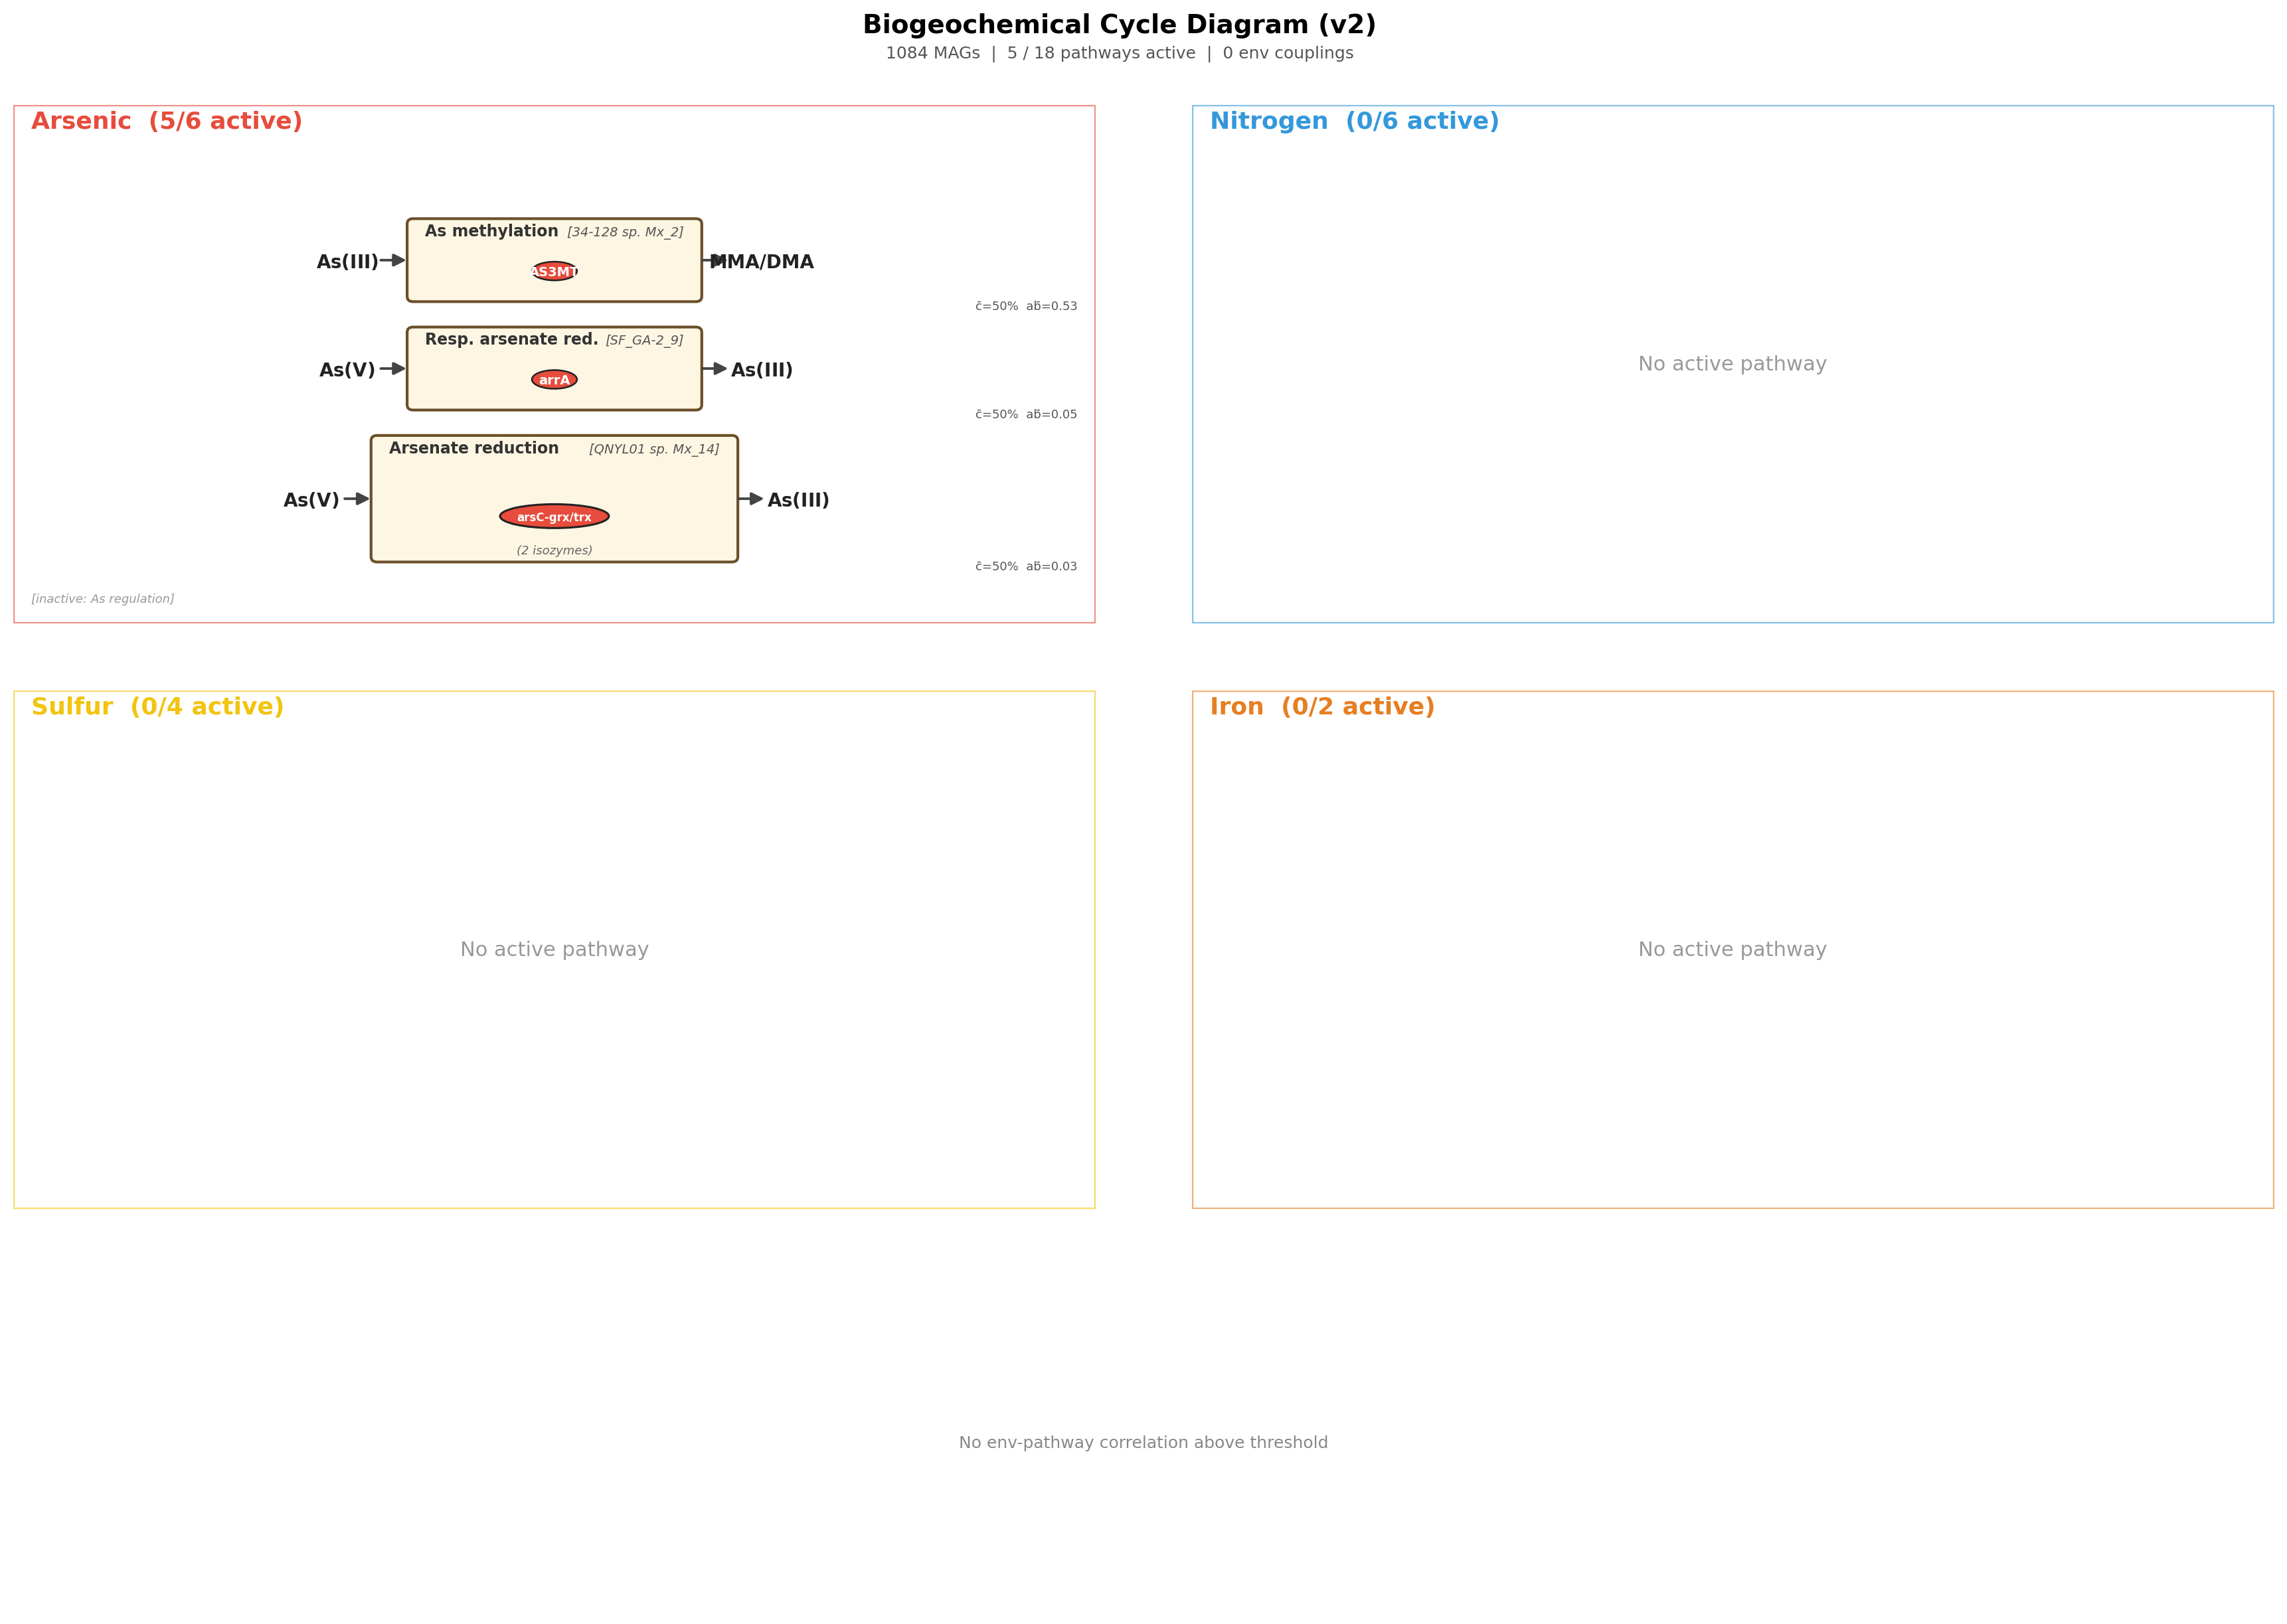 Biogeochemical Cycle Diagram (v2)
1084 MAGs | 5 / 18 pathways active | 0 env couplings
Arsenic (5/6 active)
As methylation [34-128 sp. Mx_2]
As(III)
AS3MT
MMA/DMA
c̄=50% ab̄=0.53
Resp. arsenate red. [SF_GA-2_9]
As(V)
arrA
As(III)
c̄=50% ab̄=0.05
Arsenate reduction [QNYL01 sp. Mx_14]
As(V)
arsC-grx/trx
As(III)
(2 isozymes)
c̄=50% ab̄=0.03
[inactive: As regulation]
Nitrogen (0/6 active)
No active pathway
Sulfur (0/4 active)
No active pathway
Iron (0/2 active)
No active pathway
No env-pathway correlation above threshold